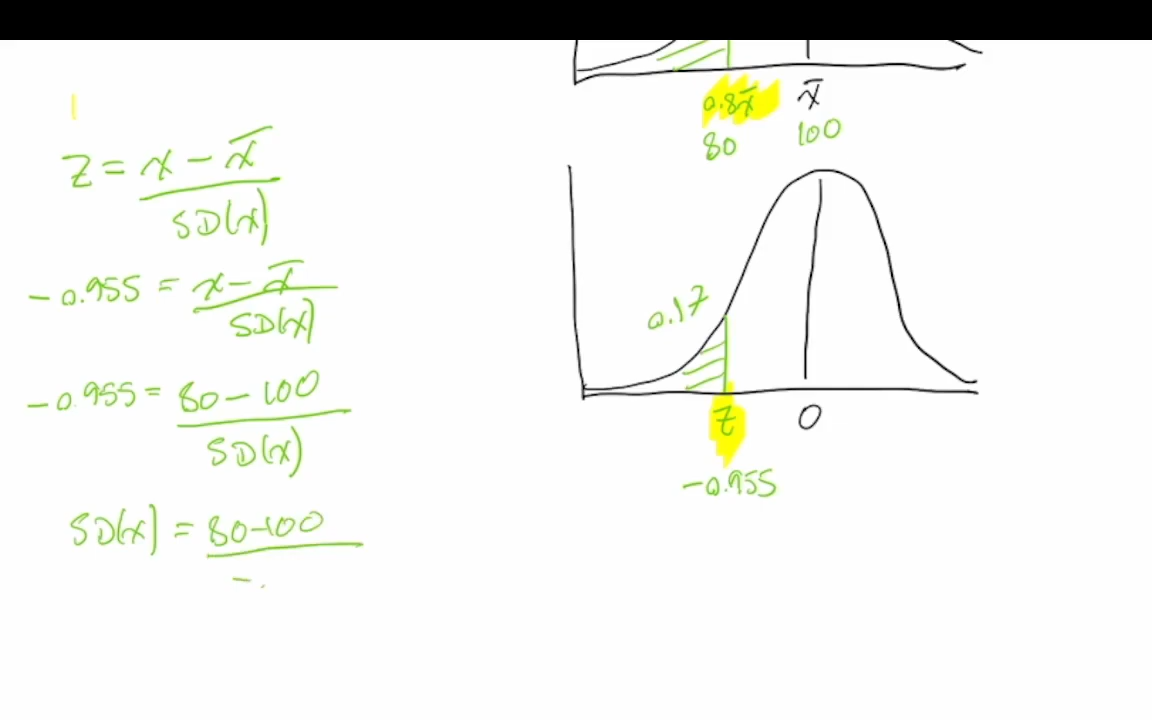 0.8x̄ x̄
80 100
z = x - x̄
SD(x)
-0.955 = x - x̄
SD(x)
-0.955 = 80 - 100
SD(x)
SD(x) = 80-100
-.
0.17
z 0
-0.955